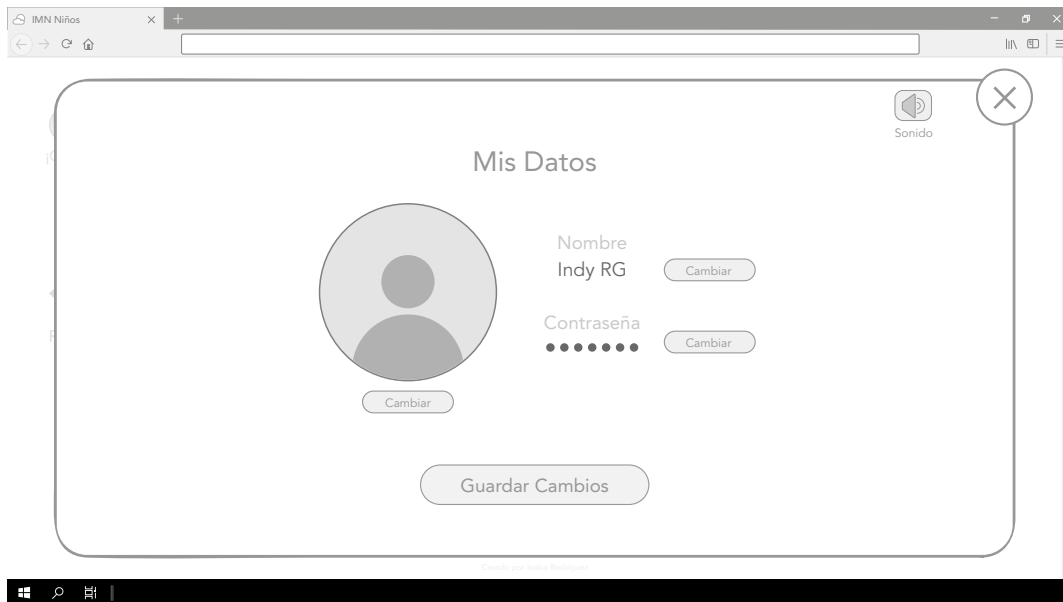 IMN Niños
Sonido
Mis Datos
Nombre
Indy RG
Cambiar
Contraseña
Cambiar
Cambiar
Guardar Cambios